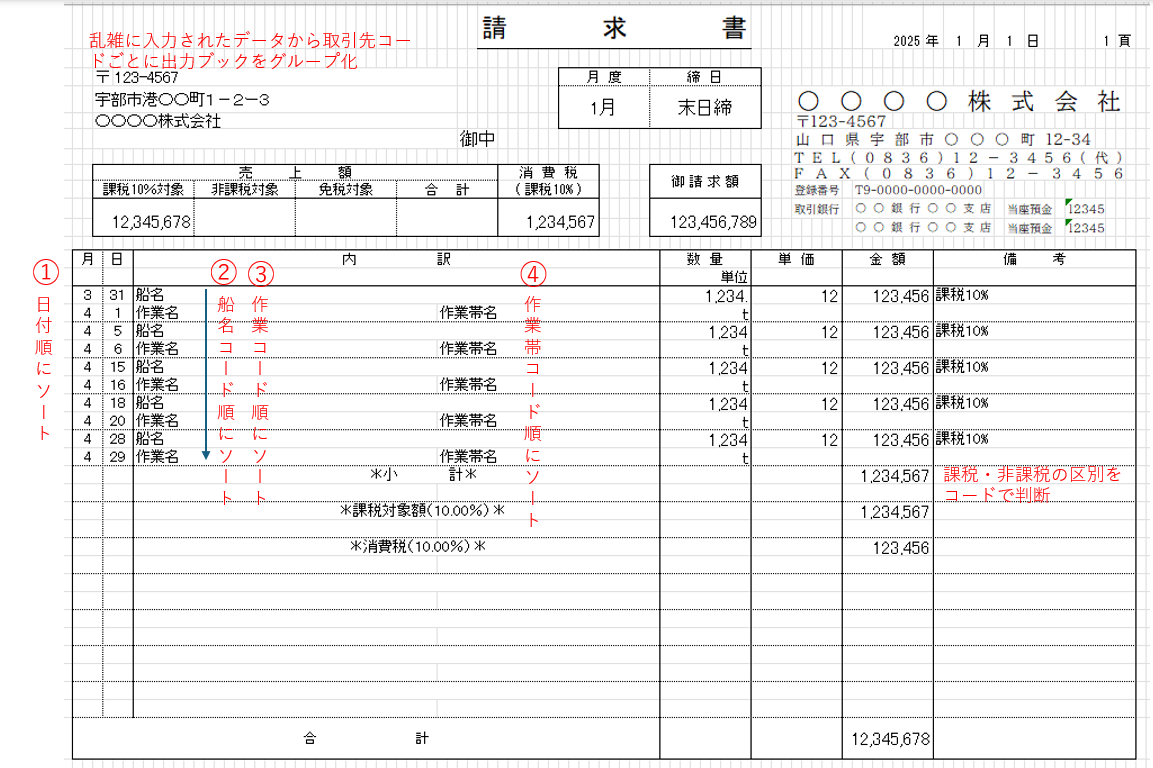 請 求 書
乱雑に入力されたデータから取引先コー
ドごとに出力ブックをグループ化
2025 年 1 月 1 日 1 頁
〒 123-4567
宇部市港〇〇町1－2－3
〇〇〇〇株式会社
御中
月 度 締 日
1月 末日締
〇 〇 〇 〇 株 式 会 社
〒123-4567
山 口 県 宇 部 市 〇 〇 〇 町 12-34
T E L ( 0 8 3 6 ) 1 2 － 3 4 5 6 ( 代 )
F A X ( 0 8 3 6 ) 1 2 － 3 4 5 6
登録番号 T9-0000-0000-0000
取引銀行 〇 〇 銀 行 〇 〇 支 店 当座預金 12345
〇 〇 銀 行 〇 〇 支 店 当座預金 12345
売 上 額 消 費 税 御 請 求 額
課税10%対象 非課税対象 免税対象 合 計 (課税10%)
12,345,678 1,234,567 123,456,789
月 日 内 訳 数 量 単 価 金 額 備 考
単位
① 日付順にソート
② 船名コード順にソート
③ 作業コード順にソート
④ 作業帯コード順にソート
3 31 船名 1,234. 12 123,456 課税10%
4 1 作業名 作業帯名 t
4 5 船名 1,234 12 123,456 課税10%
4 6 作業名 作業帯名 t
4 15 船名 1,234 12 123,456 課税10%
4 16 作業名 作業帯名 t
4 18 船名 1,234 12 123,456 課税10%
4 20 作業名 作業帯名 t
4 28 船名 1,234 12 123,456 課税10%
4 29 作業名 作業帯名 t
＊小 計＊ 1,234,567
課税・非課税の区別を
コードで判断
＊課税対象額(10.00%)＊ 1,234,567
＊消費税(10.00%)＊ 123,456
合 計 12,345,678